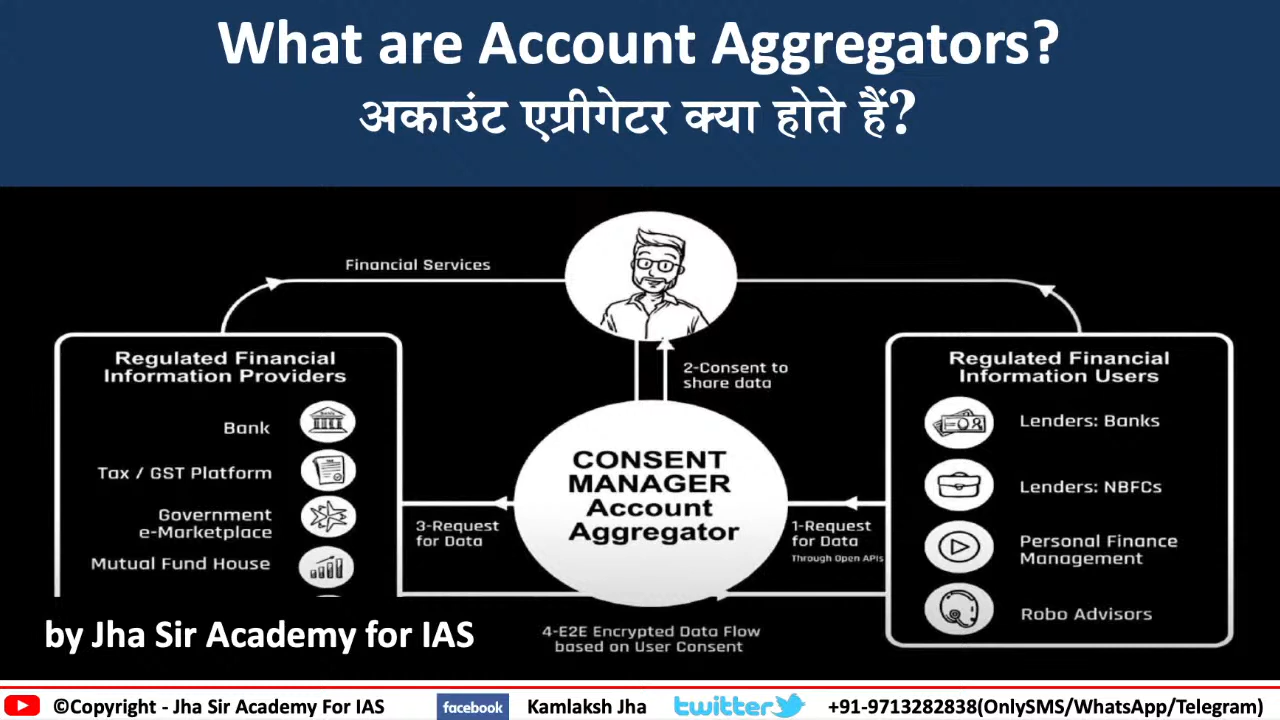 What are Account Aggregators?
अकाउंट एग्रीगेटर क्या होते हैं?
Financial Services
Regulated Financial
Information Providers
Bank
Tax / GST Platform
Government
e-Marketplace
Mutual Fund House
2-Consent to
share data
CONSENT
MANAGER
Account
Aggregator
3-Request
for Data
1-Request
for Data
Through Open APIs
4-E2E Encrypted Data Flow
based on User Consent
Regulated Financial
Information Users
Lenders: Banks
Lenders: NBFCs
Personal Finance
Management
Robo Advisors
by Jha Sir Academy for IAS
©Copyright - Jha Sir Academy For IAS
facebook
Kamlaksh Jha
twitter
+91-9713282838(OnlySMS/WhatsApp/Telegram)